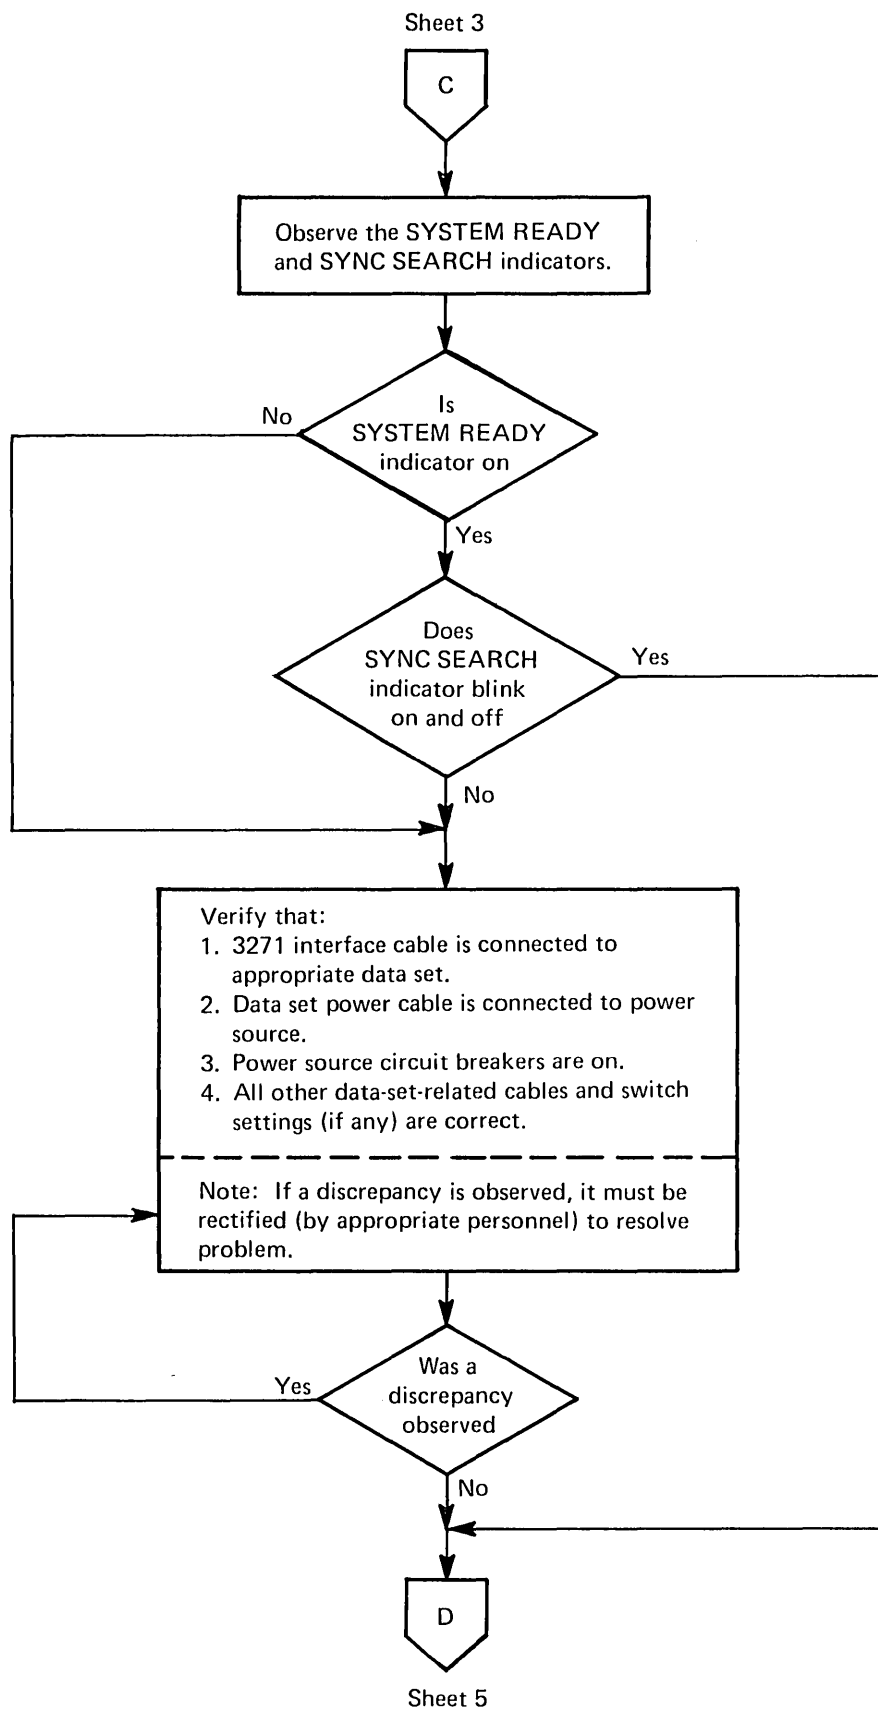 Sheet 3
C
Observe the SYSTEM READY
and SYNC SEARCH indicators.
No
Is
SYSTEM READY
indicator on
Yes
Does
SYNC SEARCH
indicator blink
on and off
Yes
No
Verify that:
1. 3271 interface cable is connected to
appropriate data set.
2. Data set power cable is connected to power
source.
3. Power source circuit breakers are on.
4. All other data-set-related cables and switch
settings (if any) are correct.
Note: If a discrepancy is observed, it must be
rectified (by appropriate personnel) to resolve
problem.
Yes
Was a
discrepancy
observed
No
D
Sheet 5